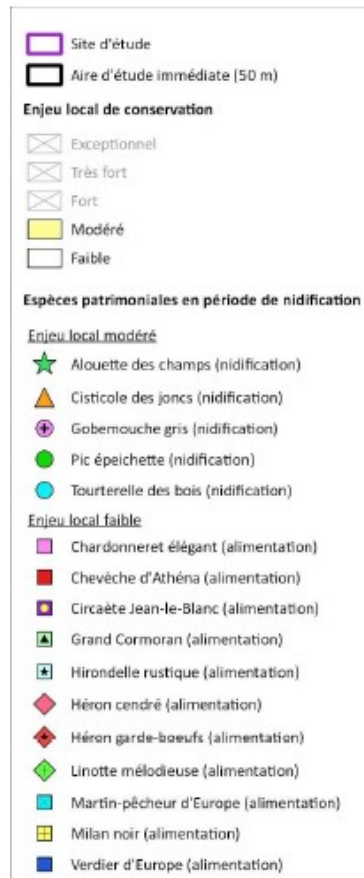 Site d'étude
Aire d'étude immédiate (50 m)
Enjeu local de conservation
Exceptionnel
Très fort
Fort
Modéré
Faible
Espèces patrimoniales en période de nidification
Enjeu local modéré
Alouette des champs (nidification)
Cisticole des joncs (nidification)
Gobemouche gris (nidification)
Pic épeichette (nidification)
Tourterelle des bois (nidification)
Enjeu local faible
Chardonneret élégant (alimentation)
Chevêche d'Athéna (alimentation)
Circaète Jean-le-Blanc (alimentation)
Grand Cormoran (alimentation)
Hirondelle rustique (alimentation)
Héron cendré (alimentation)
Héron garde-boeufs (alimentation)
Linotte mélodieuse (alimentation)
Martin-pêcheur d'Europe (alimentation)
Milan noir (alimentation)
Verdier d'Europe (alimentation)